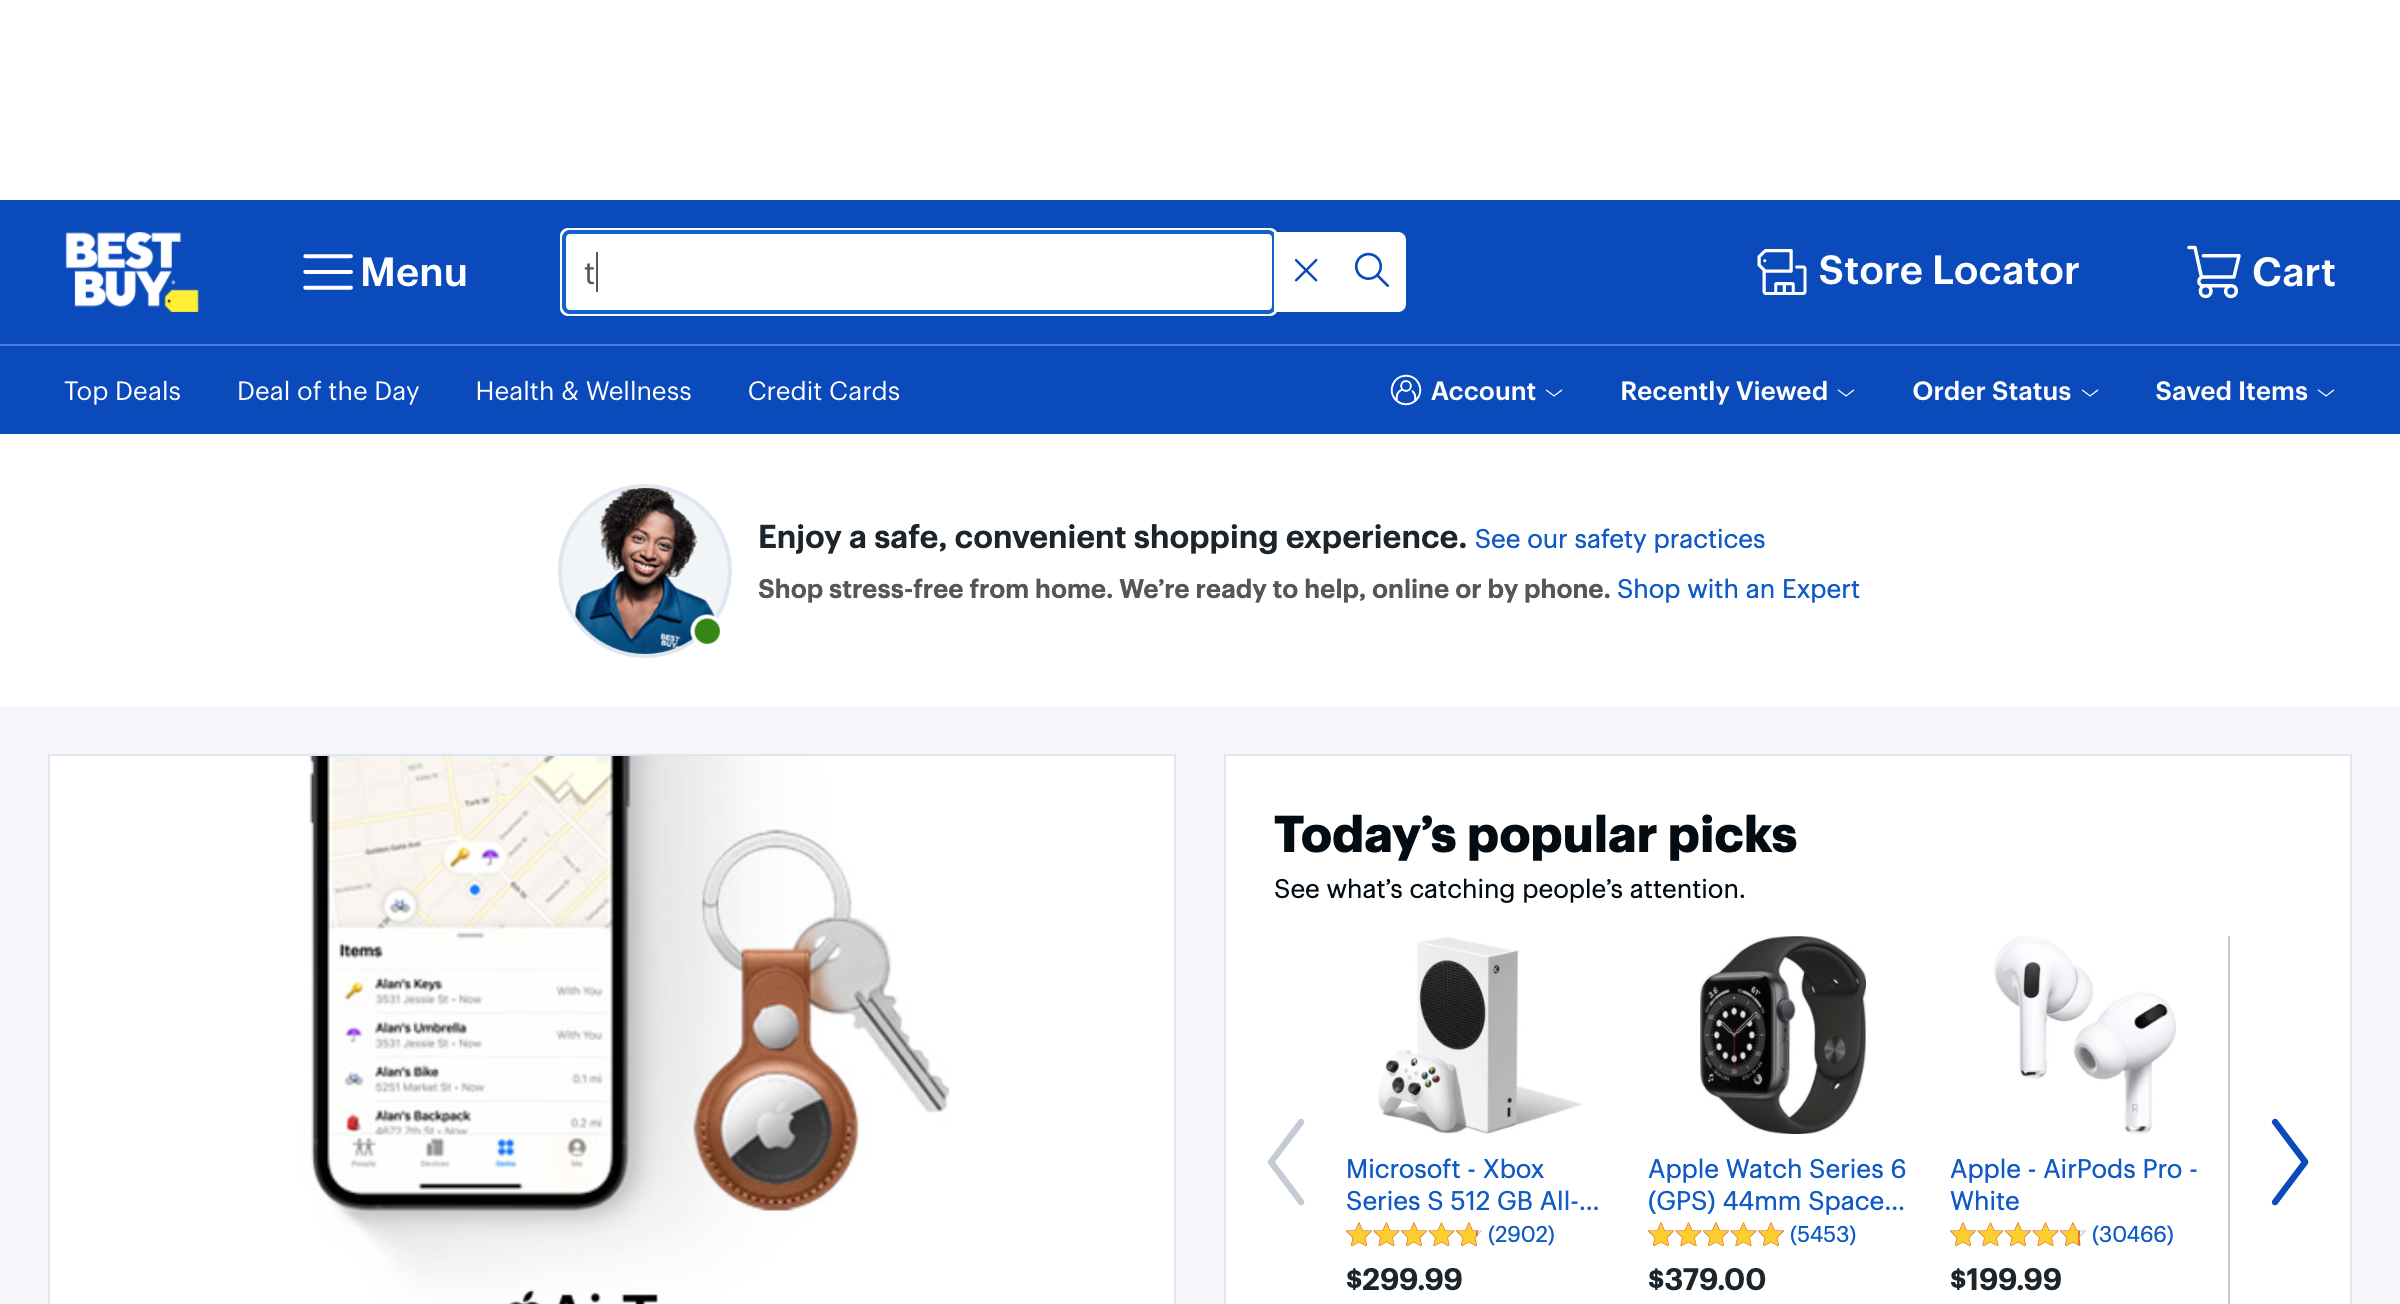 BEST
BUY
Menu
t
Store Locator
Cart
Top Deals
Deal of the Day
Health & Wellness
Credit Cards
Account
Recently Viewed
Order Status
Saved Items
Enjoy a safe, convenient shopping experience. See our safety practices
Shop stress-free from home. We’re ready to help, online or by phone. Shop with an Expert
BEST
BUY
Items
Alan's Keys
3531 Jessie St • Now
With You
Alan's Umbrella
3531 Jessie St • Now
With You
Alan's Bike
5251 Market St • Now
0.1 mi
Alan's Backpack
4672 7th St • Now
0.2 mi
People
Devices
Items
Me
Today’s popular picks
See what’s catching people’s attention.
Microsoft - Xbox
Series S 512 GB All-...
(2902)
$299.99
Apple Watch Series 6
(GPS) 44mm Space...
(5453)
$379.00
Apple - AirPods Pro -
White
(30466)
$199.99